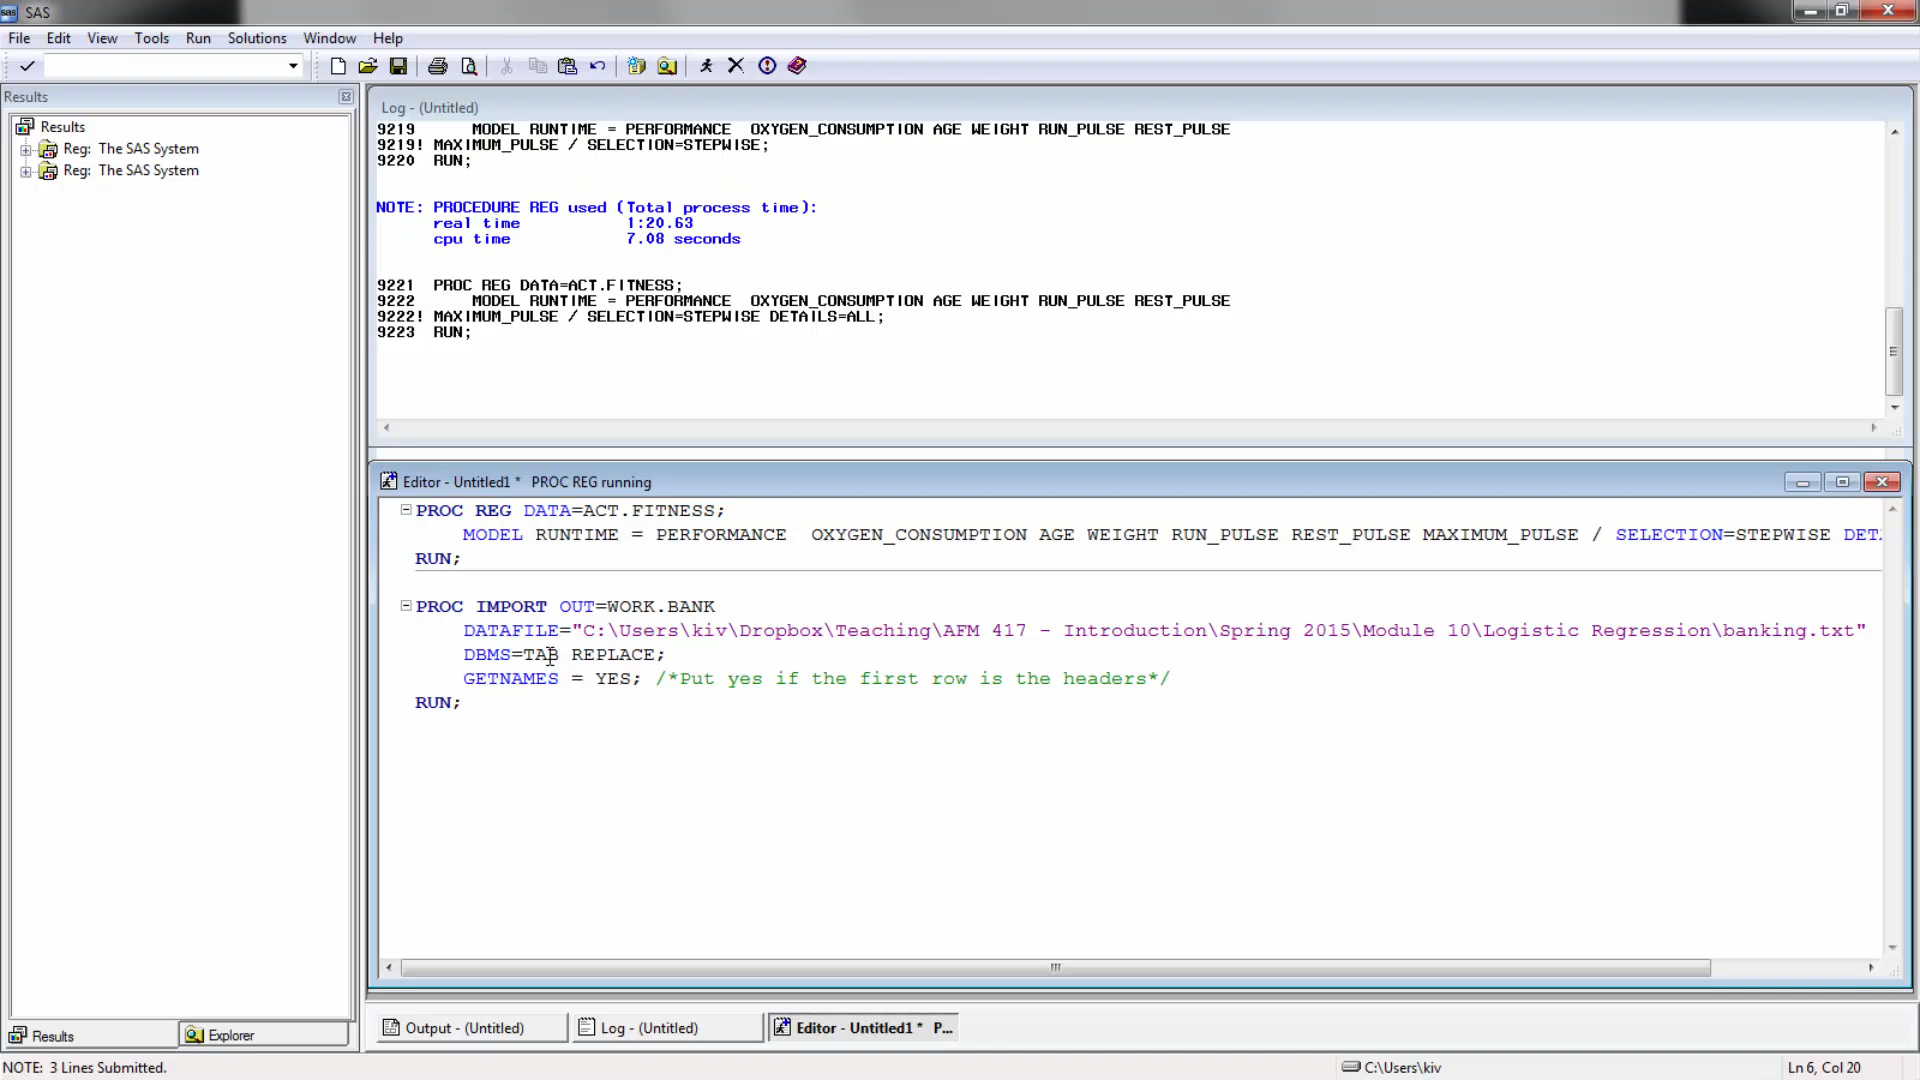 SAS
File Edit View Tools Run Solutions Window Help
Results
Results
Reg: The SAS System
Reg: The SAS System
Log - (Untitled)
9219 MODEL RUNTIME = PERFORMANCE OXYGEN_CONSUMPTION AGE WEIGHT RUN_PULSE REST_PULSE
9219! MAXIMUM_PULSE / SELECTION=STEPWISE;
9220 RUN;
NOTE: PROCEDURE REG used (Total process time):
real time 1:20.63
cpu time 7.08 seconds
9221 PROC REG DATA=ACT.FITNESS;
9222 MODEL RUNTIME = PERFORMANCE OXYGEN_CONSUMPTION AGE WEIGHT RUN_PULSE REST_PULSE
9222! MAXIMUM_PULSE / SELECTION=STEPWISE DETAILS=ALL;
9223 RUN;
Editor - Untitled1 * PROC REG running
PROC REG DATA=ACT.FITNESS;
MODEL RUNTIME = PERFORMANCE OXYGEN_CONSUMPTION AGE WEIGHT RUN_PULSE REST_PULSE MAXIMUM_PULSE / SELECTION=STEPWISE DET
RUN;
PROC IMPORT OUT=WORK.BANK
DATAFILE="C:\Users\kiv\Dropbox\Teaching\AFM 417 - Introduction\Spring 2015\Module 10\Logistic Regression\banking.txt"
DBMS=TAB REPLACE;
GETNAMES = YES; /*Put yes if the first row is the headers*/
RUN;
Results Explorer
Output - (Untitled) Log - (Untitled) Editor - Untitled1 * P...
NOTE: 3 Lines Submitted. C:\Users\kiv Ln 6, Col 20